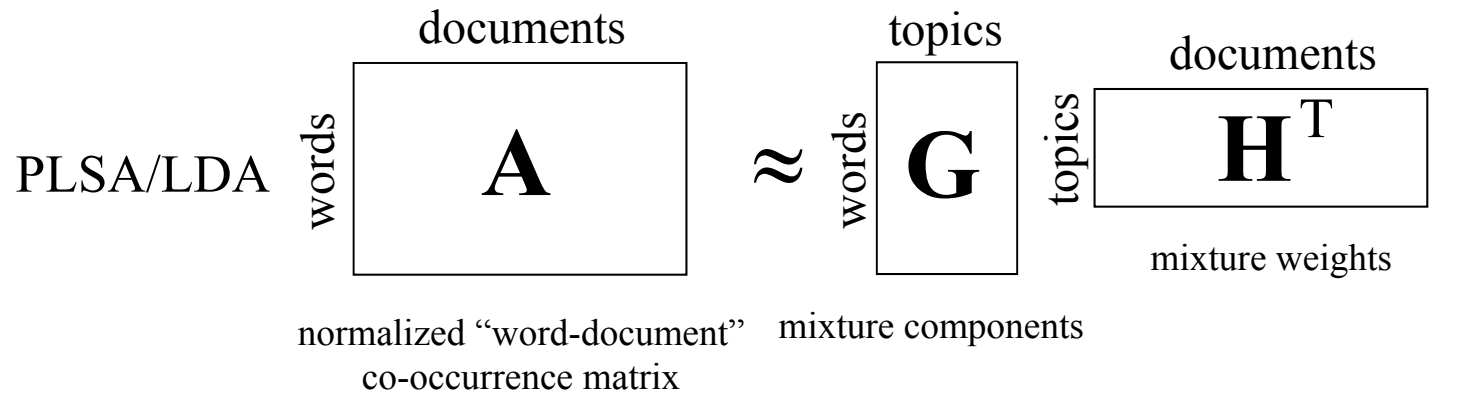 documents
topics
documents
PLSA/LDA
words
A
≈
words
G
topics
H^T
mixture weights
normalized “word-document”
co-occurrence matrix
mixture components